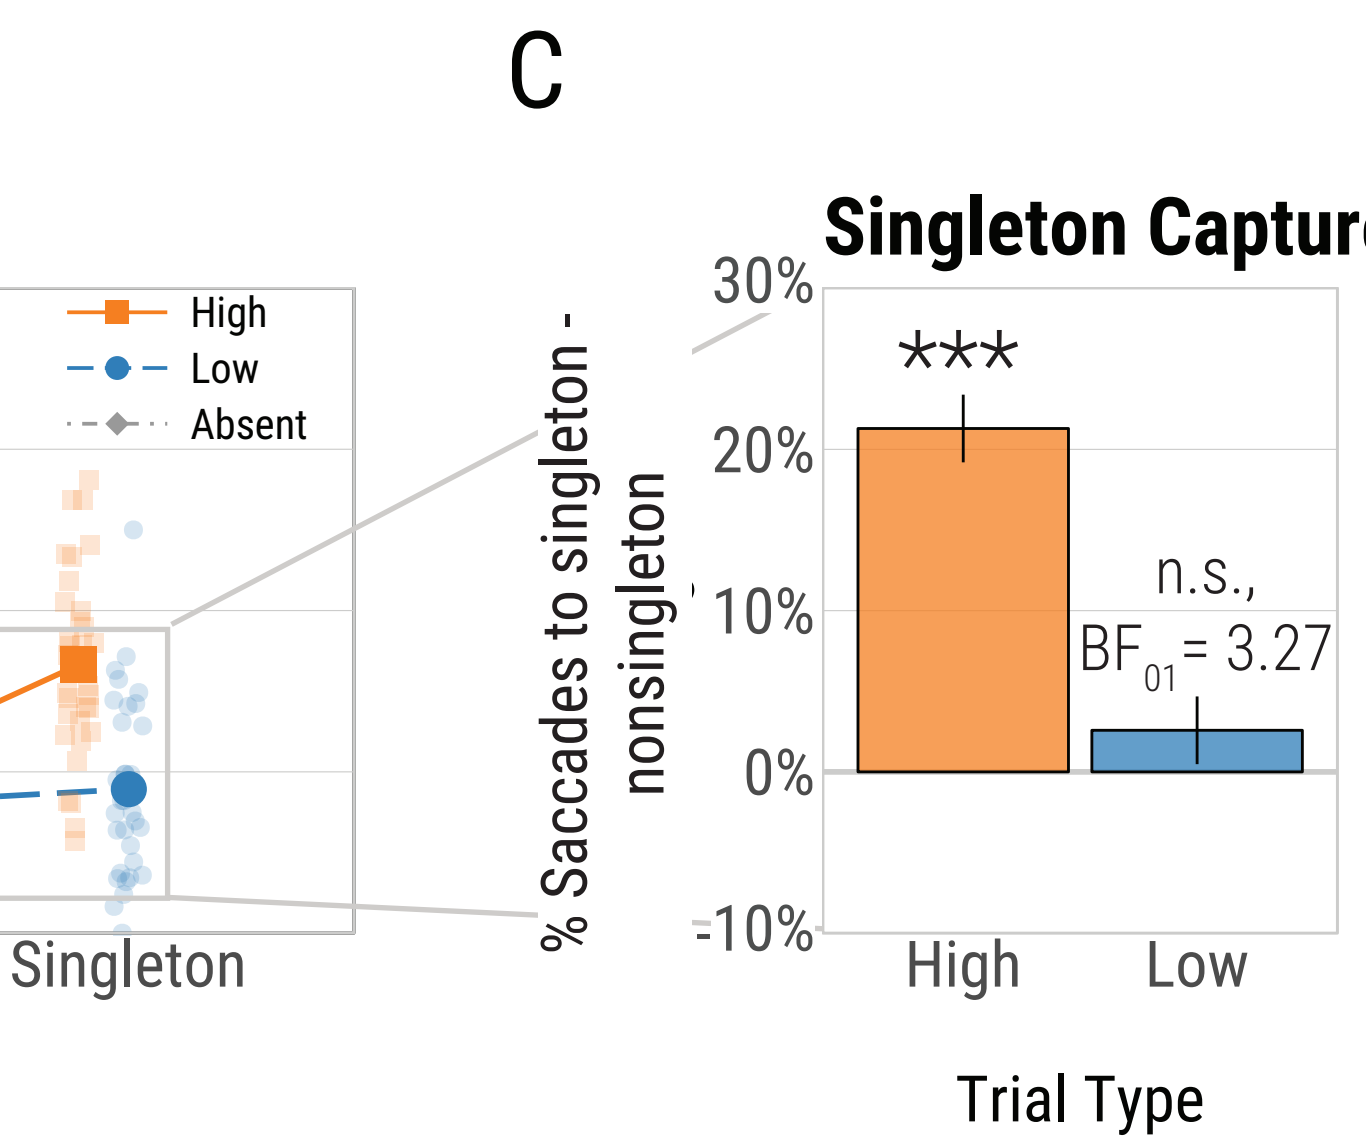 C
High
Low
Absent
Singleton
% Saccades to singleton -
nonsingleton
Singleton Capture
30%
20%
10%
0%
-10%
***
n.s.,
BF01 = 3.27
High
Low
Trial Type